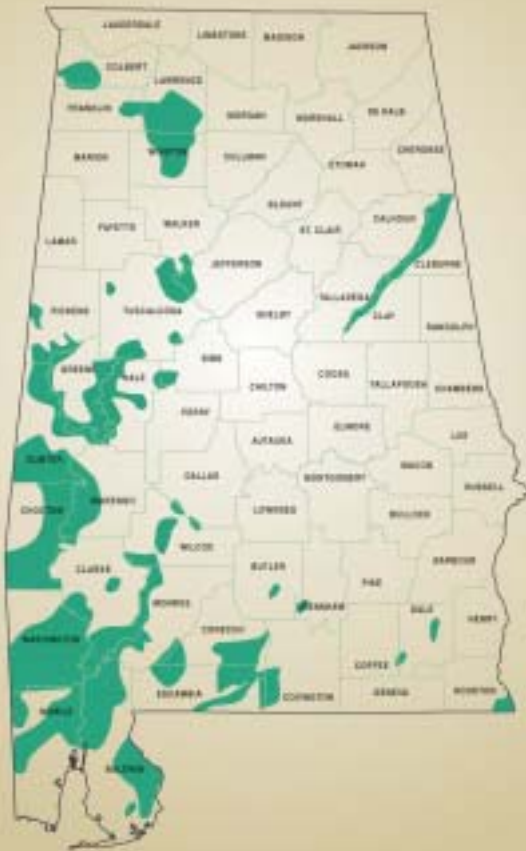 LAUDERDALE
LIMESTONE
MADISON
JACKSON
COLBERT
LAWRENCE
FRANKLIN
MORGAN
MARSHALL
DE KALB
CHEROKEE
MARION
WINSTON
CULLMAN
ETOWAH
BLOUNT
LAMAR
FAYETTE
WALKER
ST. CLAIR
CALHOUN
JEFFERSON
CLEBURNE
PICKENS
TUSCALOOSA
SHELBY
TALLADEGA
CLAY
RANDOLPH
GREENE
HALE
BIBB
CHILTON
COOSA
TALLAPOOSA
CHAMBERS
PERRY
AUTAUGA
ELMORE
LEE
SUMTER
DALLAS
MONTGOMERY
MACON
RUSSELL
CHOCTAW
MARENGO
LOWNDES
BULLOCK
WILCOX
CLARKE
BUTLER
PIKE
BARBOUR
MONROE
CRENSHAW
DALE
HENRY
WASHINGTON
CONECUH
COFFEE
ESCAMBIA
COVINGTON
GENEVA
HOUSTON
MOBILE
BALDWIN